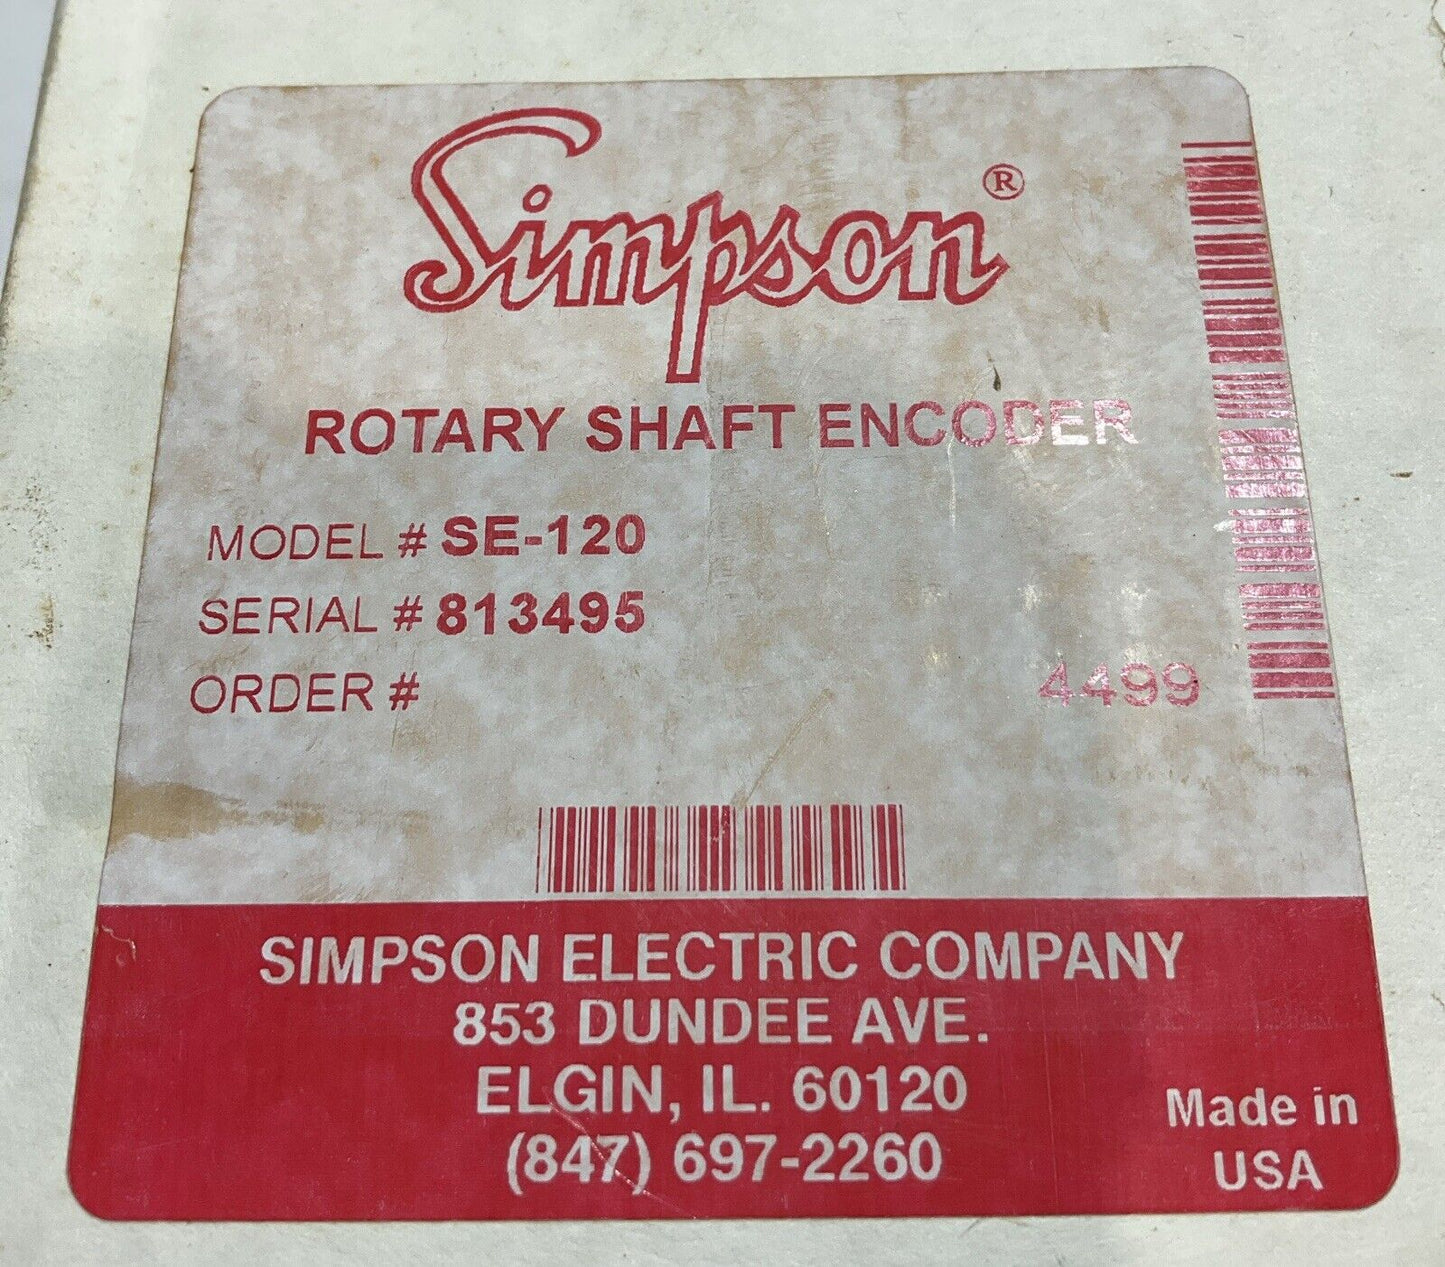 Simpson®
ROTARY SHAFT ENCODER
MODEL # SE-120
SERIAL # 813495
ORDER #
4499
SIMPSON ELECTRIC COMPANY
853 DUNDEE AVE.
ELGIN, IL. 60120
(847) 697-2260
Made in
USA